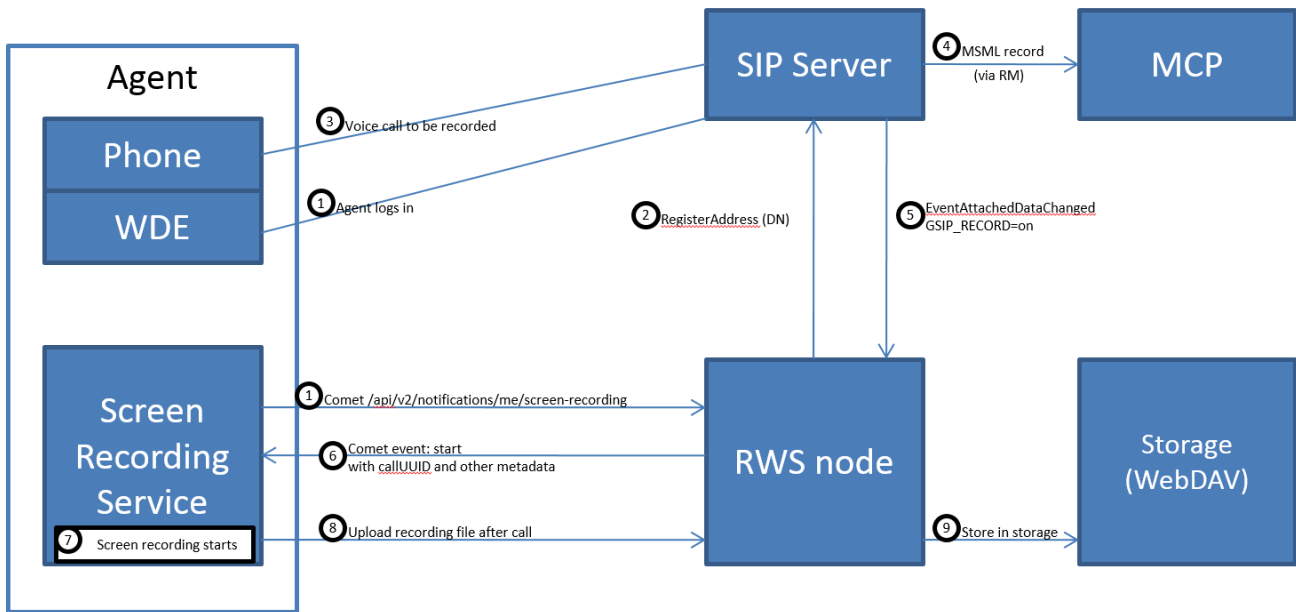 Agent
Phone
WDE
SIP Server
4 MSML record
(via RM)
MCP
3 Voice call to be recorded
1 Agent logs in
2 RegisterAddress (DN)
5 EventAttachedDataChanged
GSIP_RECORD=on
Screen
Recording
Service
7 Screen recording starts
1 Comet /api/v2/notifications/me/screen-recording
6 Comet event: start
with callUUID and other metadata
8 Upload recording file after call
RWS node
9 Store in storage
Storage
(WebDAV)